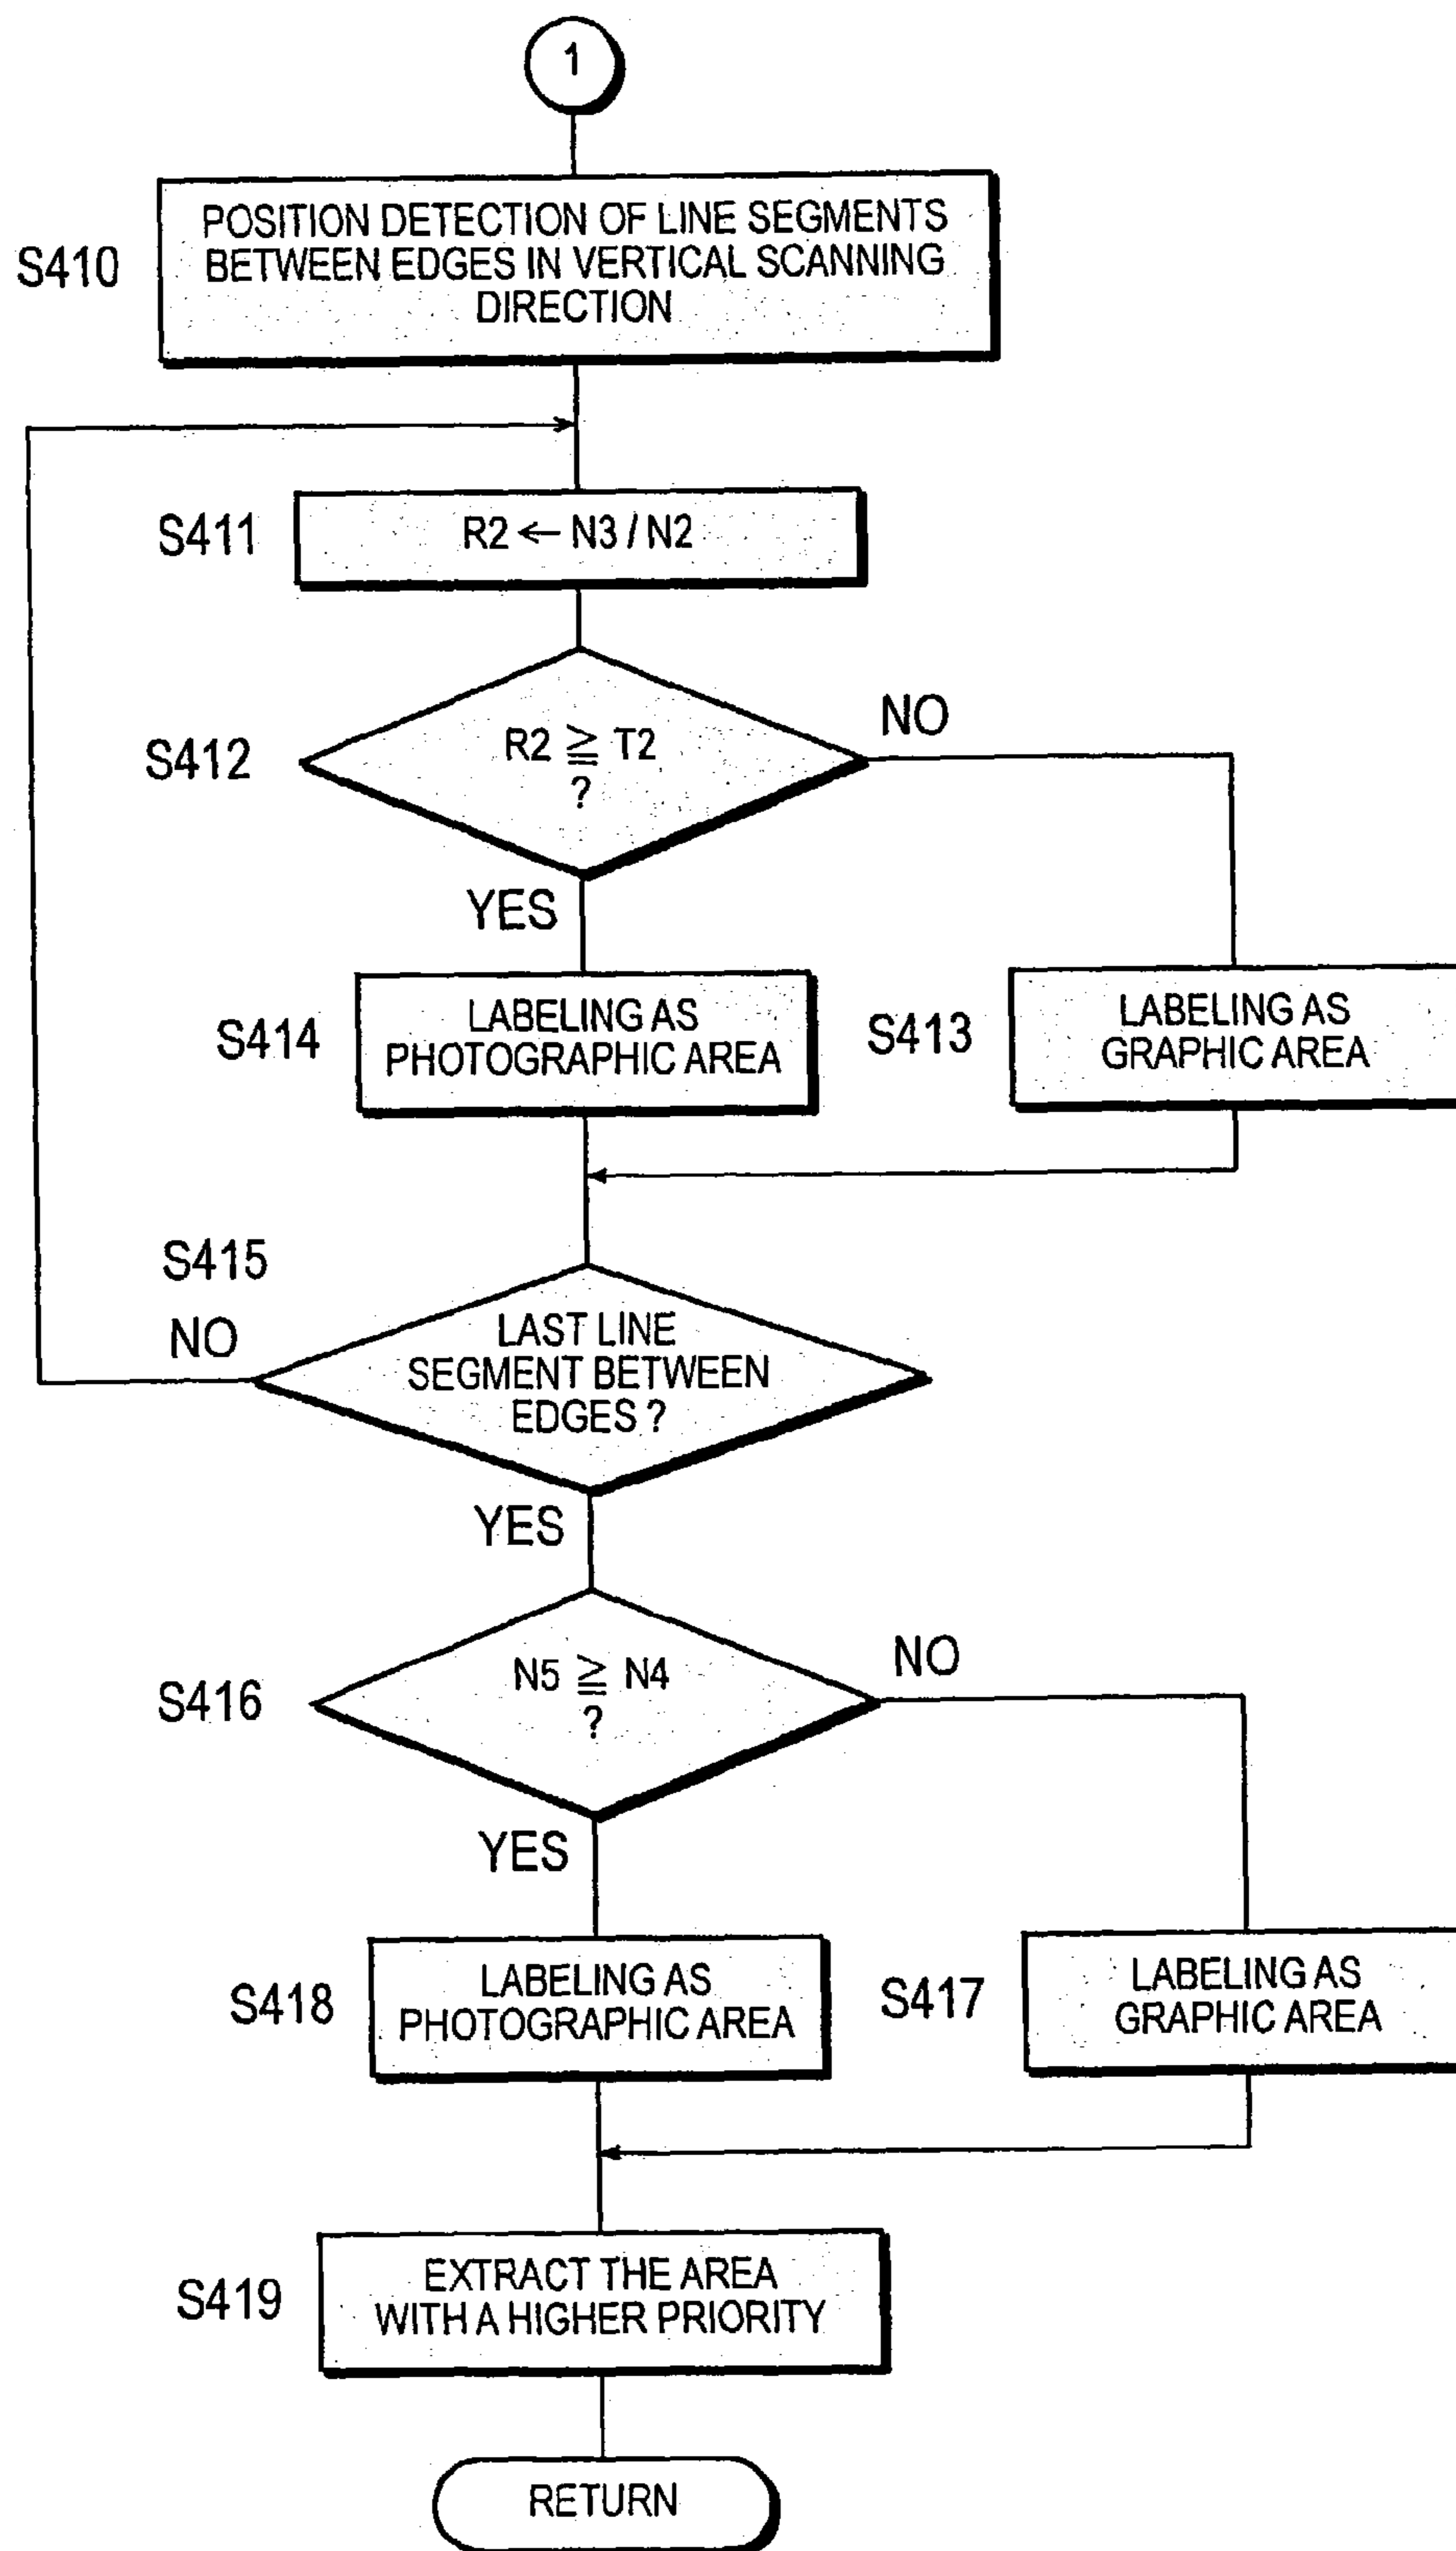 1
S410
POSITION DETECTION OF LINE SEGMENTS
BETWEEN EDGES IN VERTICAL SCANNING
DIRECTION
S411
R2 ← N3 / N2
S412
R2 ≧ T2
?
NO
YES
S414
LABELING AS
PHOTOGRAPHIC AREA
S413
LABELING AS
GRAPHIC AREA
S415
NO
LAST LINE
SEGMENT BETWEEN
EDGES ?
YES
S416
N5 ≧ N4
?
NO
YES
S418
LABELING AS
PHOTOGRAPHIC AREA
S417
LABELING AS
GRAPHIC AREA
S419
EXTRACT THE AREA
WITH A HIGHER PRIORITY
RETURN